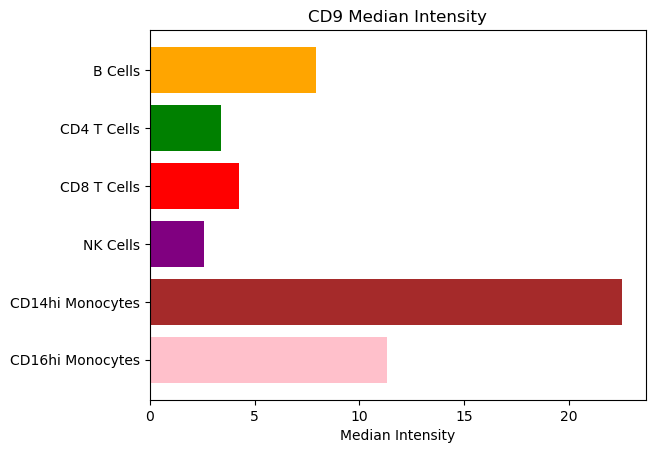 CD9 Median Intensity
B Cells
CD4 T Cells
CD8 T Cells
NK Cells
CD14hi Monocytes
CD16hi Monocytes
0 5 10 15 20
Median Intensity